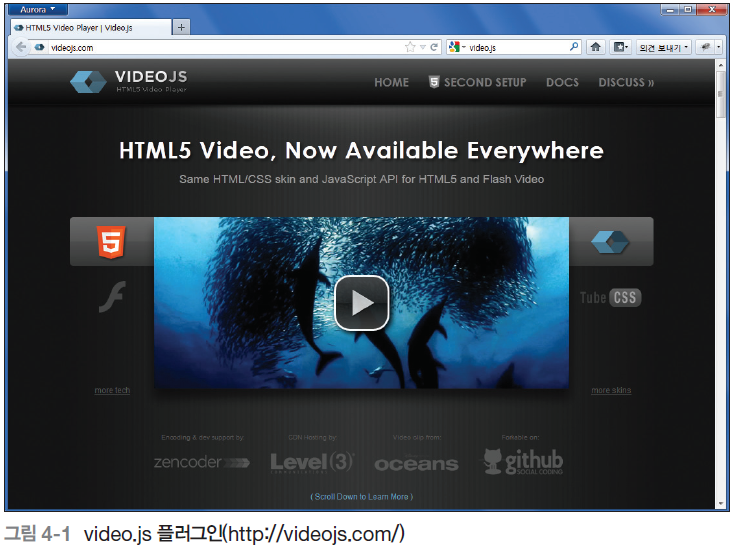 Aurora
HTML5 Video Player | Video.js
videojs.com
video.js
의견 보내기
VIDEOJS
HTML5 Video Player
HOME
5 SECOND SETUP
DOCS
DISCUSS »
HTML5 Video, Now Available Everywhere
Same HTML/CSS skin and JavaScript API for HTML5 and Flash Video
5
Tube CSS
more tech
more skins
Encoding & dev support by:
CDN Hosting by:
Video clip from:
Forkable on:
zencoder
Level(3)
COMMUNICATIONS
oceans
github
SOCIAL CODING
( Scroll Down to Learn More )
그림 4-1 video.js 플러그인(http://videojs.com/)